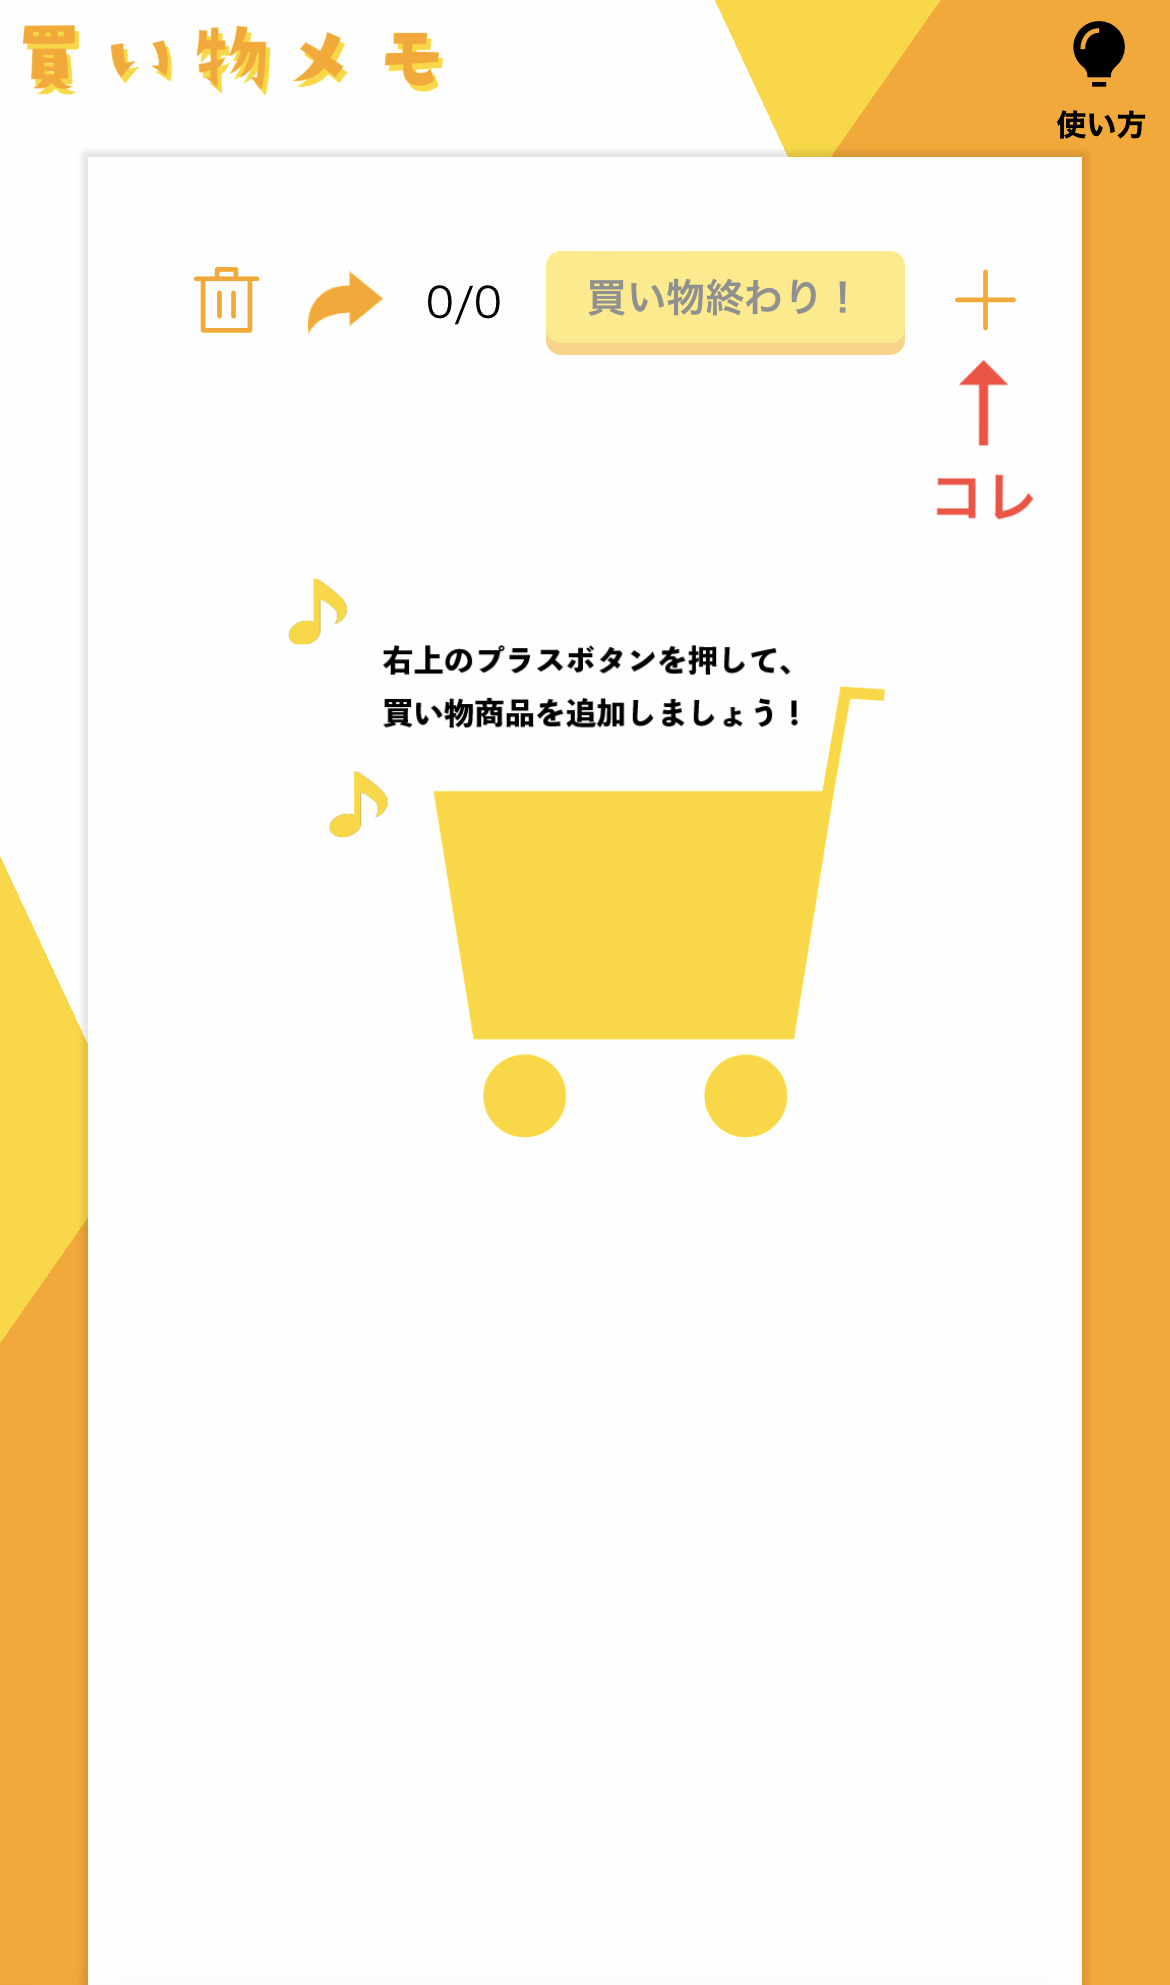 買い物メモ
使い方
0/0
買い物終わり！
コレ
右上のプラスボタンを押して、
買い物商品を追加しましょう！